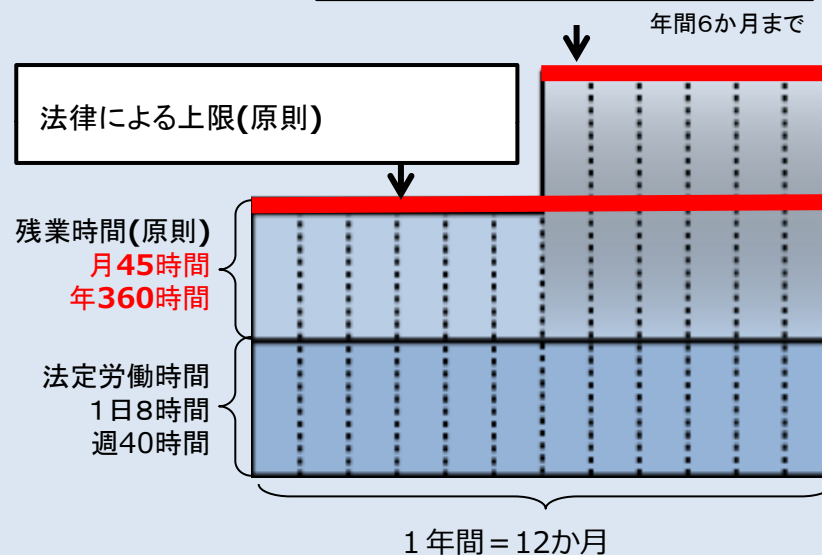 年間6か月まで
法律による上限(原則)
残業時間(原則)
月45時間
年360時間
法定労働時間
1日8時間
週40時間
1年間=12か月